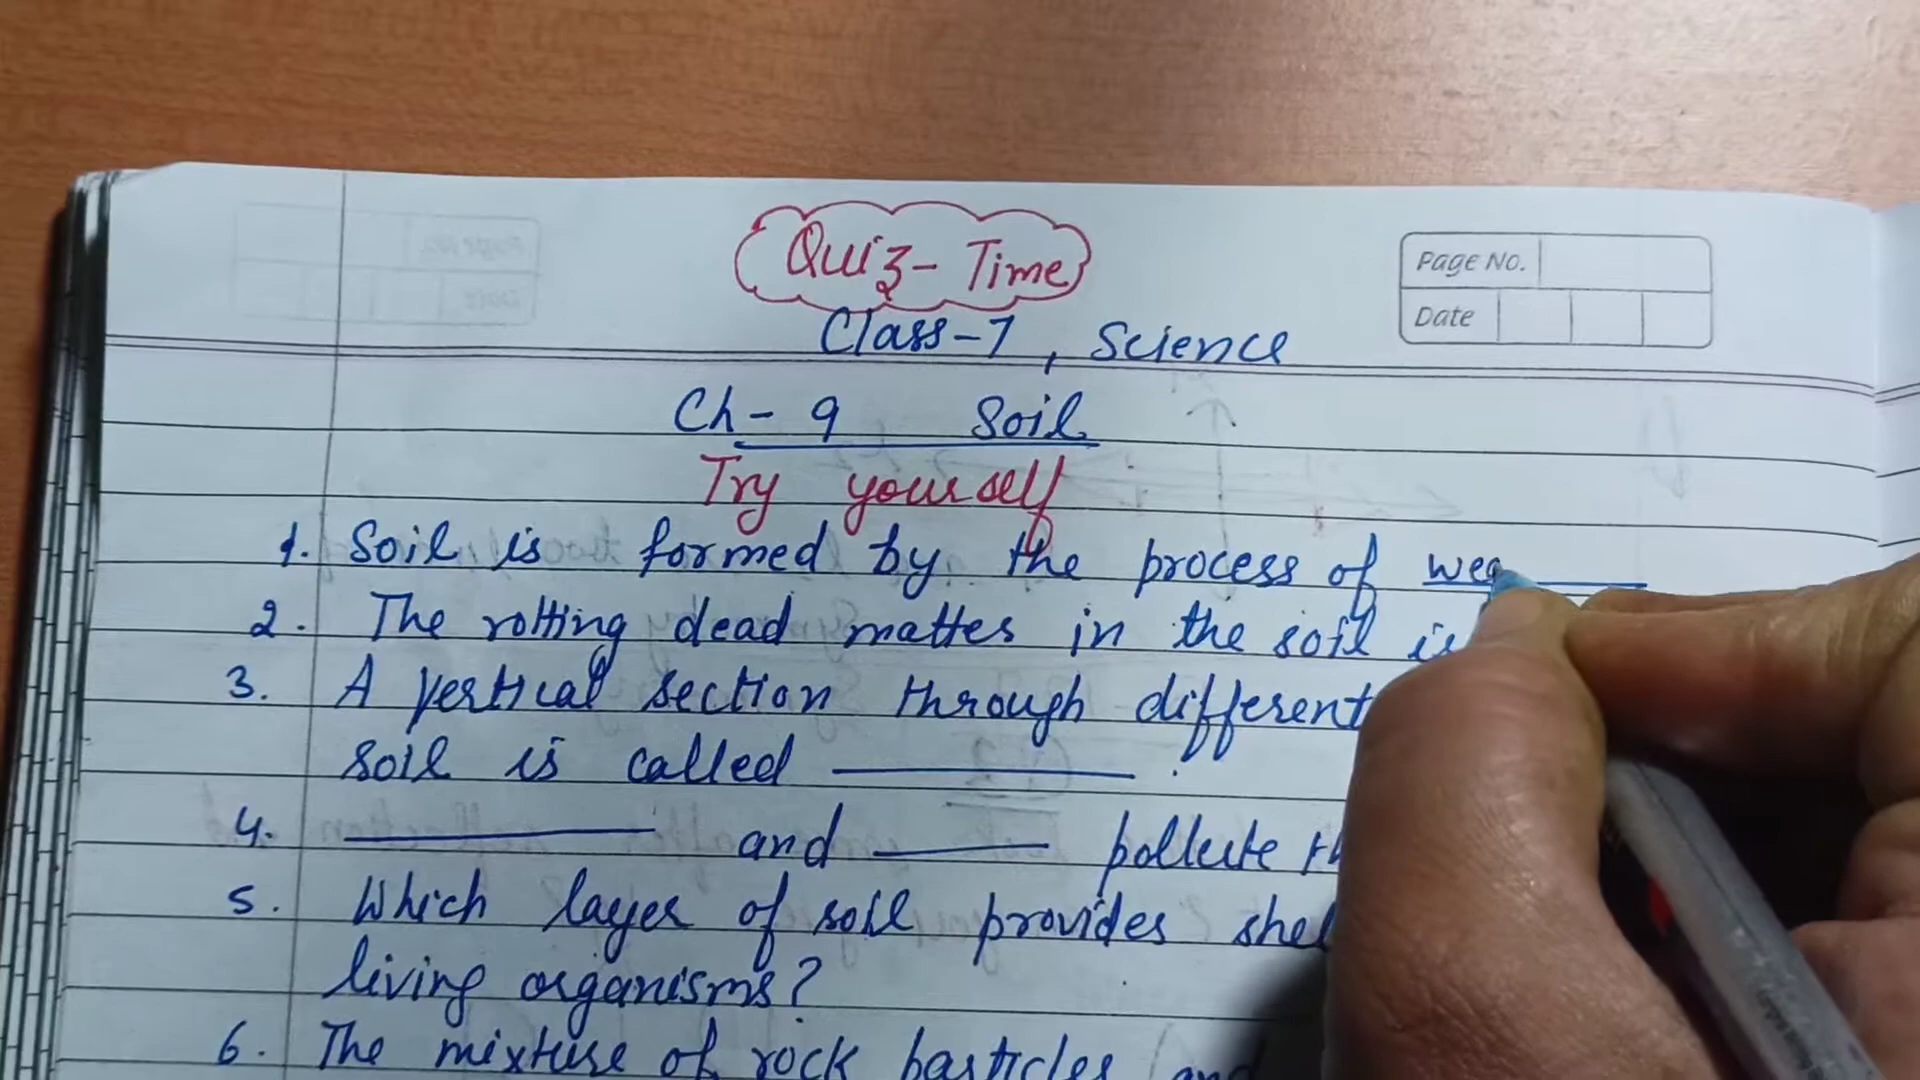 Quiz-Time
Page No.
Date
Class-7, Science
Ch-9 Soil
Try yourself
1. Soil is formed by the process of wea
2. The rotting dead matter in the soil is
3. A vertical section through different
soil is called .
4. and pollute
5. Which layer of soil provides
living organisms?
6. The mixture of rock particles and